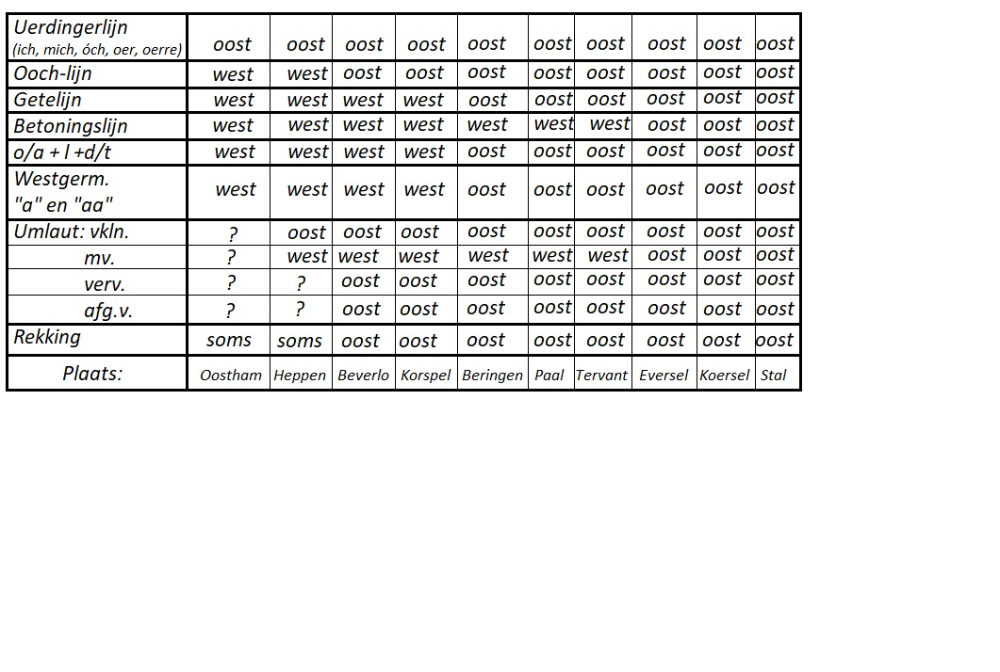 Uerdingerlijn
(ich, mich, óch, oer, oerre) oost oost oost oost oost oost oost oost oost oost
Ooch-lijn west west oost oost oost oost oost oost oost oost
Getelijn west west west west oost oost oost oost oost oost
Betoningslijn west west west west west west west oost oost oost
o/a + l +d/t west west west west oost oost oost oost oost oost
Westgerm.
"a" en "aa" west west west west oost oost oost oost oost oost
Umlaut: vkln. ? oost oost oost oost oost oost oost oost oost
mv. ? west west west west west west oost oost oost
verv. ? ? oost oost oost oost oost oost oost oost
afg.v. ? ? oost oost oost oost oost oost oost oost
Rekking soms soms oost oost oost oost oost oost oost oost
Plaats: Oostham Heppen Beverlo Korspel Beringen Paal Tervant Eversel Koersel Stal